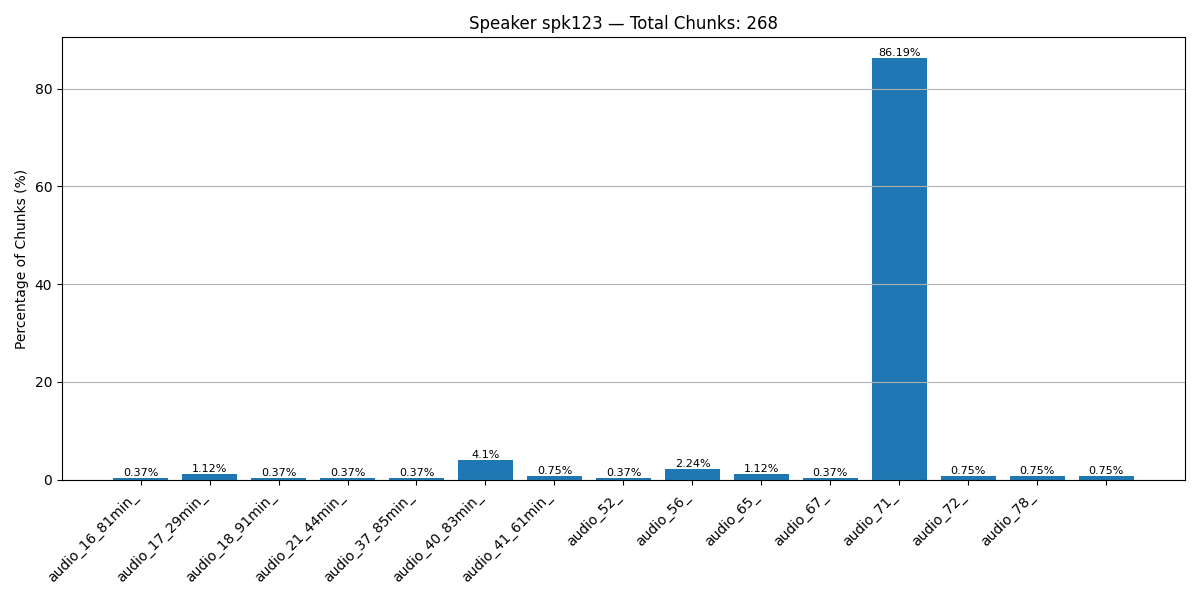 Speaker spk123 — Total Chunks: 268
Percentage of Chunks (%)
80
60
40
20
0
0.37%
1.12%
0.37%
0.37%
0.37%
4.1%
0.75%
0.37%
2.24%
1.12%
0.37%
86.19%
0.75%
0.75%
0.75%
audio_16_81min_
audio_17_29min_
audio_18_91min_
audio_21_44min_
audio_37_85min_
audio_40_83min_
audio_41_61min_
audio_52_
audio_56_
audio_65_
audio_67_
audio_71_
audio_72_
audio_78_